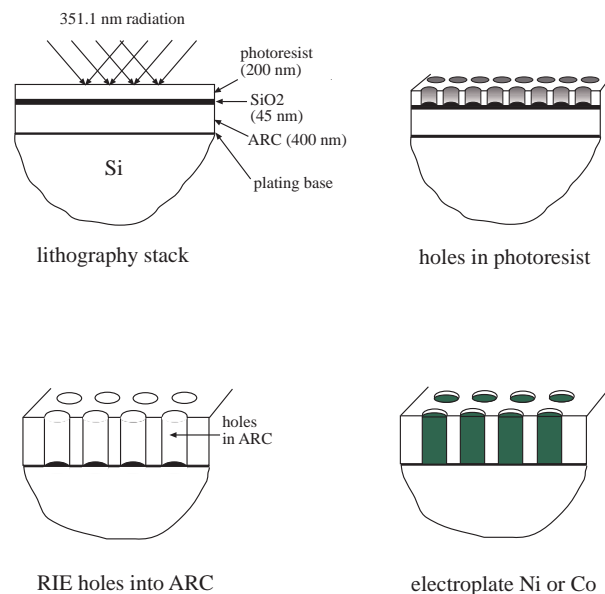 351.1 nm radiation
photoresist
(200 nm)
SiO2
(45 nm)
ARC (400 nm)
Si
plating base
lithography stack
holes in photoresist
holes
in ARC
RIE holes into ARC
electroplate Ni or Co